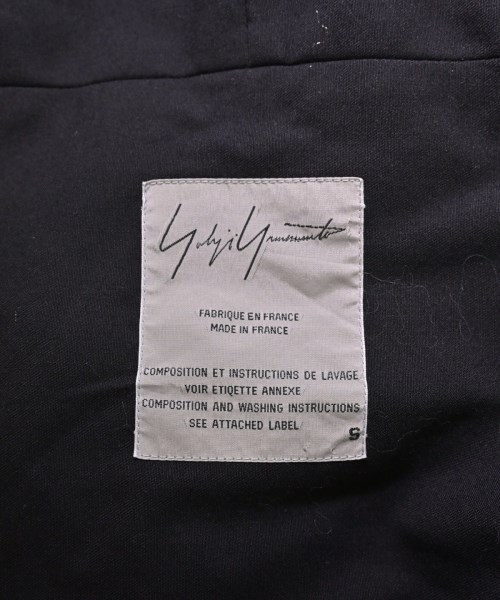 Yohji Yamamoto
FABRIQUE EN FRANCE
MADE IN FRANCE
COMPOSITION ET INSTRUCTIONS DE LAVAGE
VOIR ETIQETTE ANNEXE
COMPOSITION AND WASHING INSTRUCTIONS
SEE ATTACHED LABEL
S